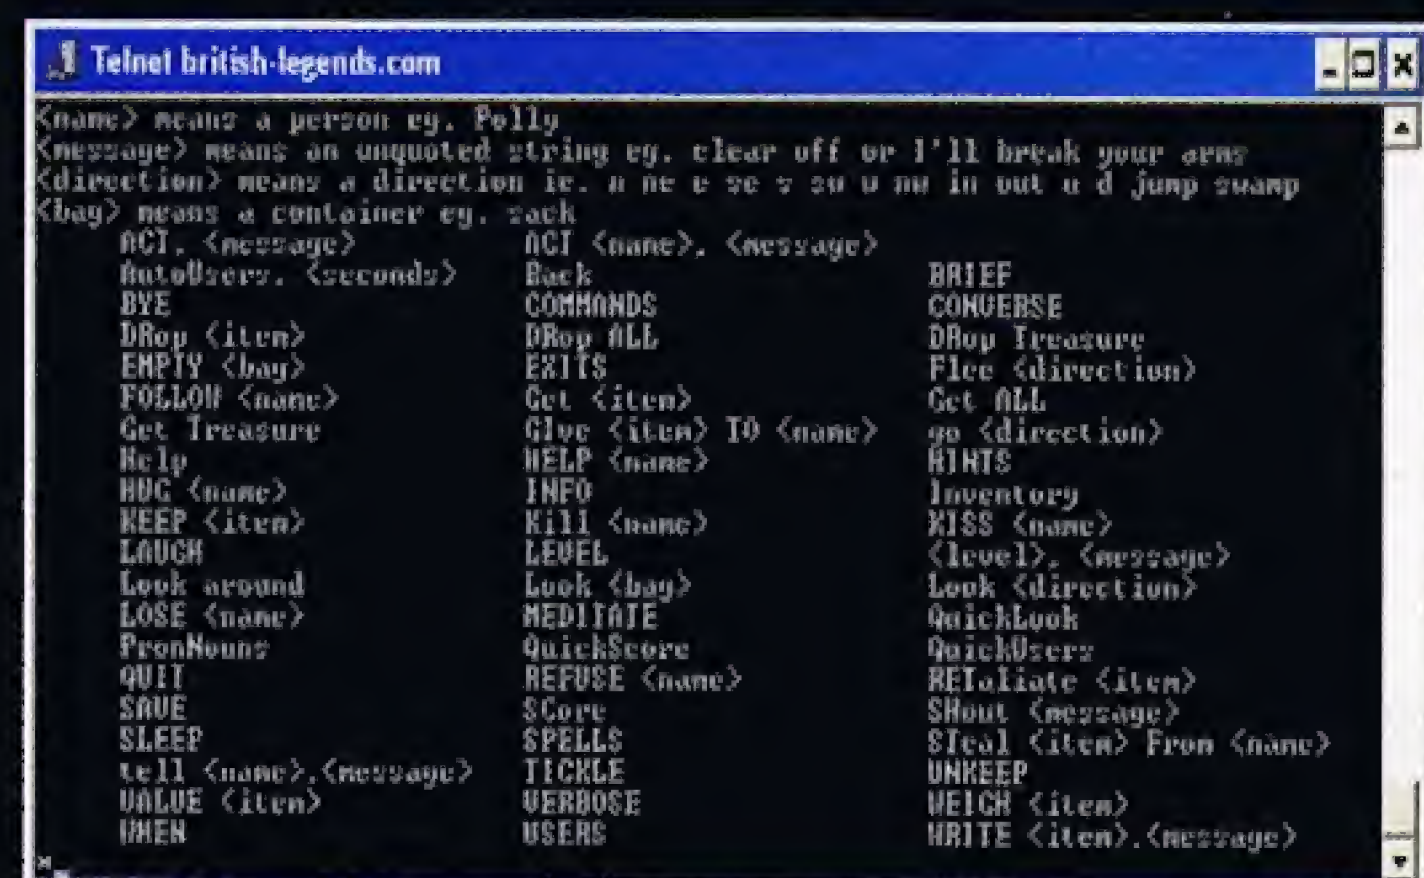 Telnet british-legends.com
<name> means a person eg. Polly
<message> means an unquoted string eg. clear off or I'll break your arms
<direction> means a direction ie. n ne e se s sw w nw in out u d jump swamp
<bag> means a container eg. sack
ACT, <message> ACT <name>, <message>
AutoUsers, <seconds> Back BRIEF
BYE COMMANDS CONVERSE
DRop <item> DRop ALL DRop Treasure
EMPTY <bag> EXITS Flee <direction>
FOLLOW <name> Get <item> Get ALL
Get Treasure GIve <item> TO <name> go <direction>
Help HELP <name> HINTS
HUG <name> INFO Inventory
KEEP <item> Kill <name> KISS <name>
LAUGH LEVEL <level>, <message>
Look around Look <bag> Look <direction>
LOSE <name> MEDITATE QuickLook
PronNouns QuickScore QuickUsers
QUIT REFUSE <name> RETaliate <item>
SAVE SCore SHout <message>
SLEEP SPELLS STeal <item> From <name>
tell <name>,<message> TICKLE UNKEEP
VALUE <item> VERBOSE WEIGH <item>
WHEN USERS WRITE <item>,<message>
*